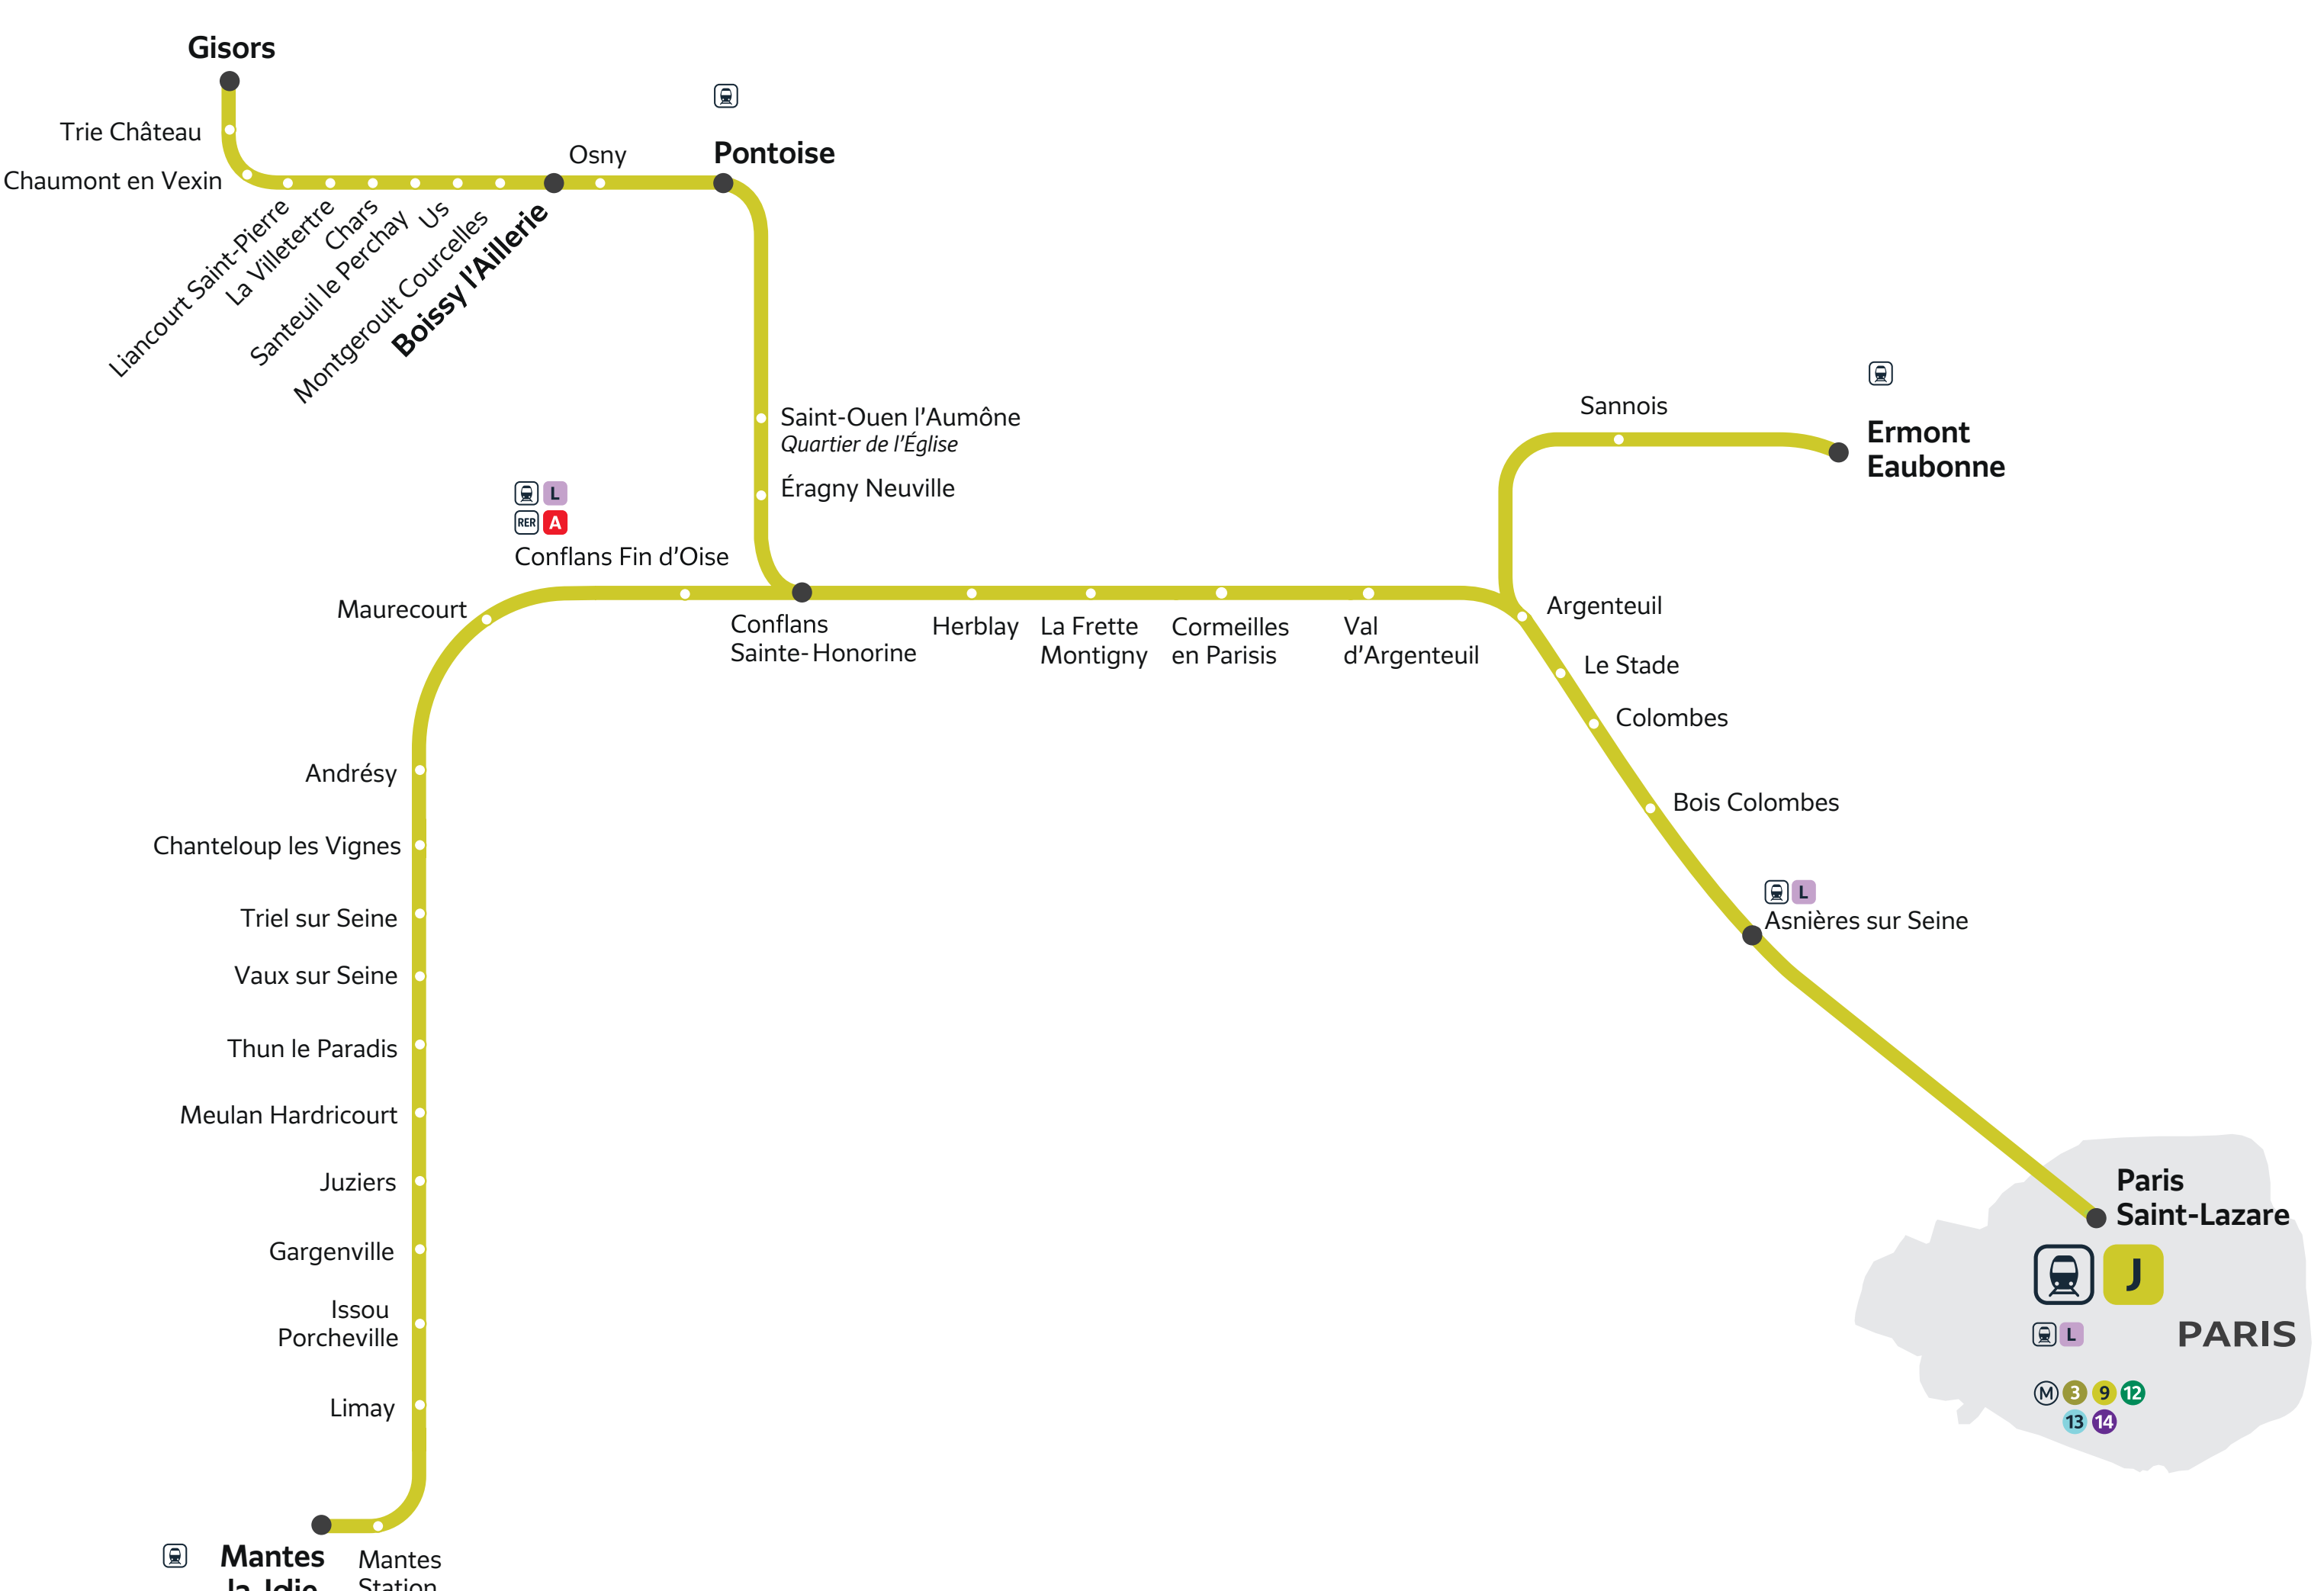 Gisors
Trie Château
Chaumont en Vexin
Liancourt Saint-Pierre
La Villetertre
Chars
Santeuil le Perchay
Us
Montgeroult Courcelles
Boissy l'Aillerie
Osny
Pontoise
Saint-Ouen l'Aumône
Quartier de l'Église
Éragny Neuville
L
RER A
Conflans Fin d'Oise
Maurecourt
Conflans
Sainte-Honorine
Herblay
La Frette
Montigny
Cormeilles
en Parisis
Val
d'Argenteuil
Sannois
Ermont
Eaubonne
Argenteuil
Le Stade
Colombes
Bois Colombes
L
Asnières sur Seine
Andrésy
Chanteloup les Vignes
Triel sur Seine
Vaux sur Seine
Thun le Paradis
Meulan Hardricourt
Juziers
Gargenville
Issou
Porcheville
Limay
Mantes
la Jolie
Mantes
Station
Paris
Saint-Lazare
J
L
PARIS
M 3 9 12
13 14